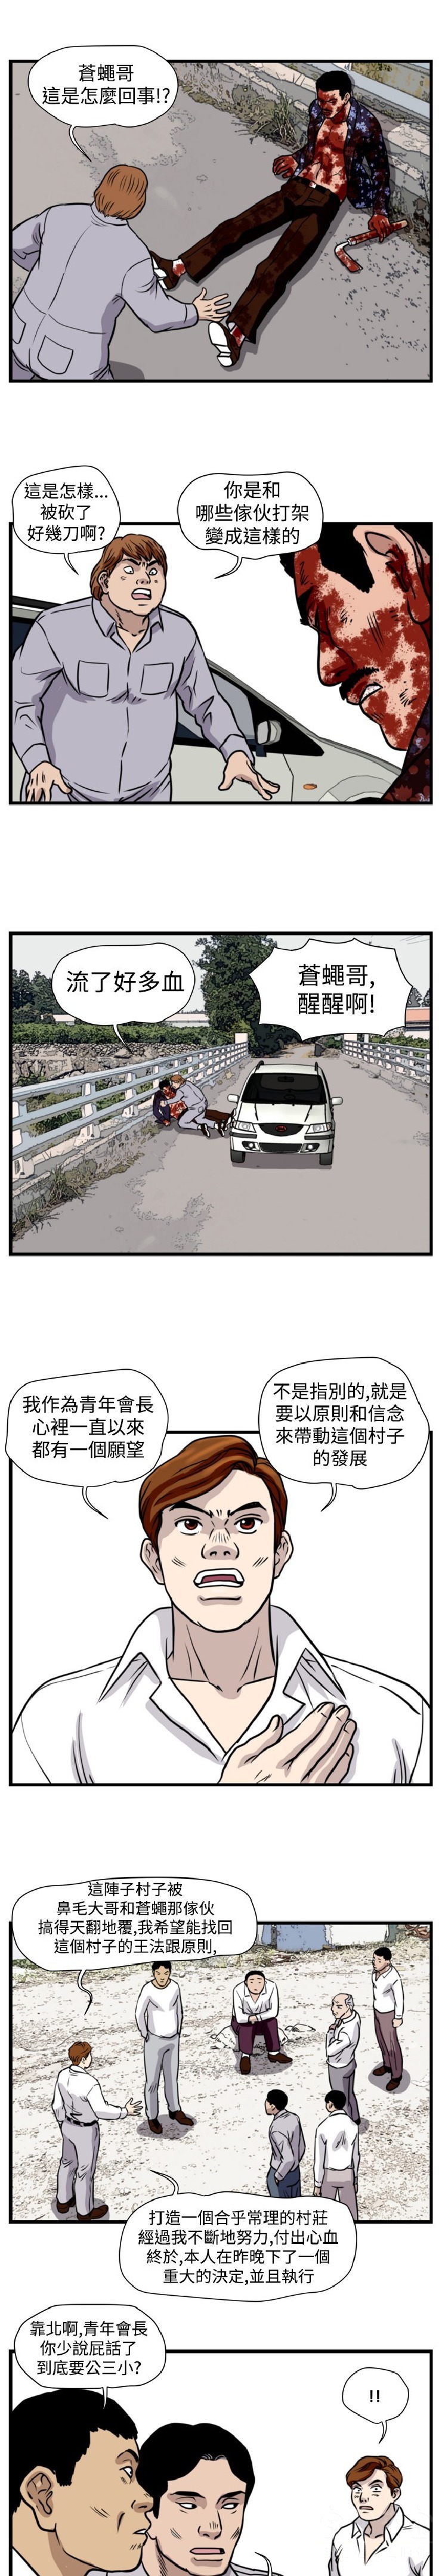 蒼蠅哥
這是怎麼回事!?
這是怎樣...
被砍了
好幾刀啊?
你是和
哪些傢伙打架
變成這樣的
流了好多血
蒼蠅哥,
醒醒啊!
我作為青年會長
心裡一直以來
都有一個願望
不是指別的,就是
要以原則和信念
來帶動這個村子
的發展
這陣子村子被
鼻毛大哥和蒼蠅那傢伙
搞得天翻地覆,我希望能找回
這個村子的王法跟原則,
打造一個合乎常理的村莊
經過我不斷地努力,付出心血
終於,本人在昨晚下了一個
重大的決定,並且執行
靠北啊,青年會長
你少說屁話了
到底要公三小?
!!